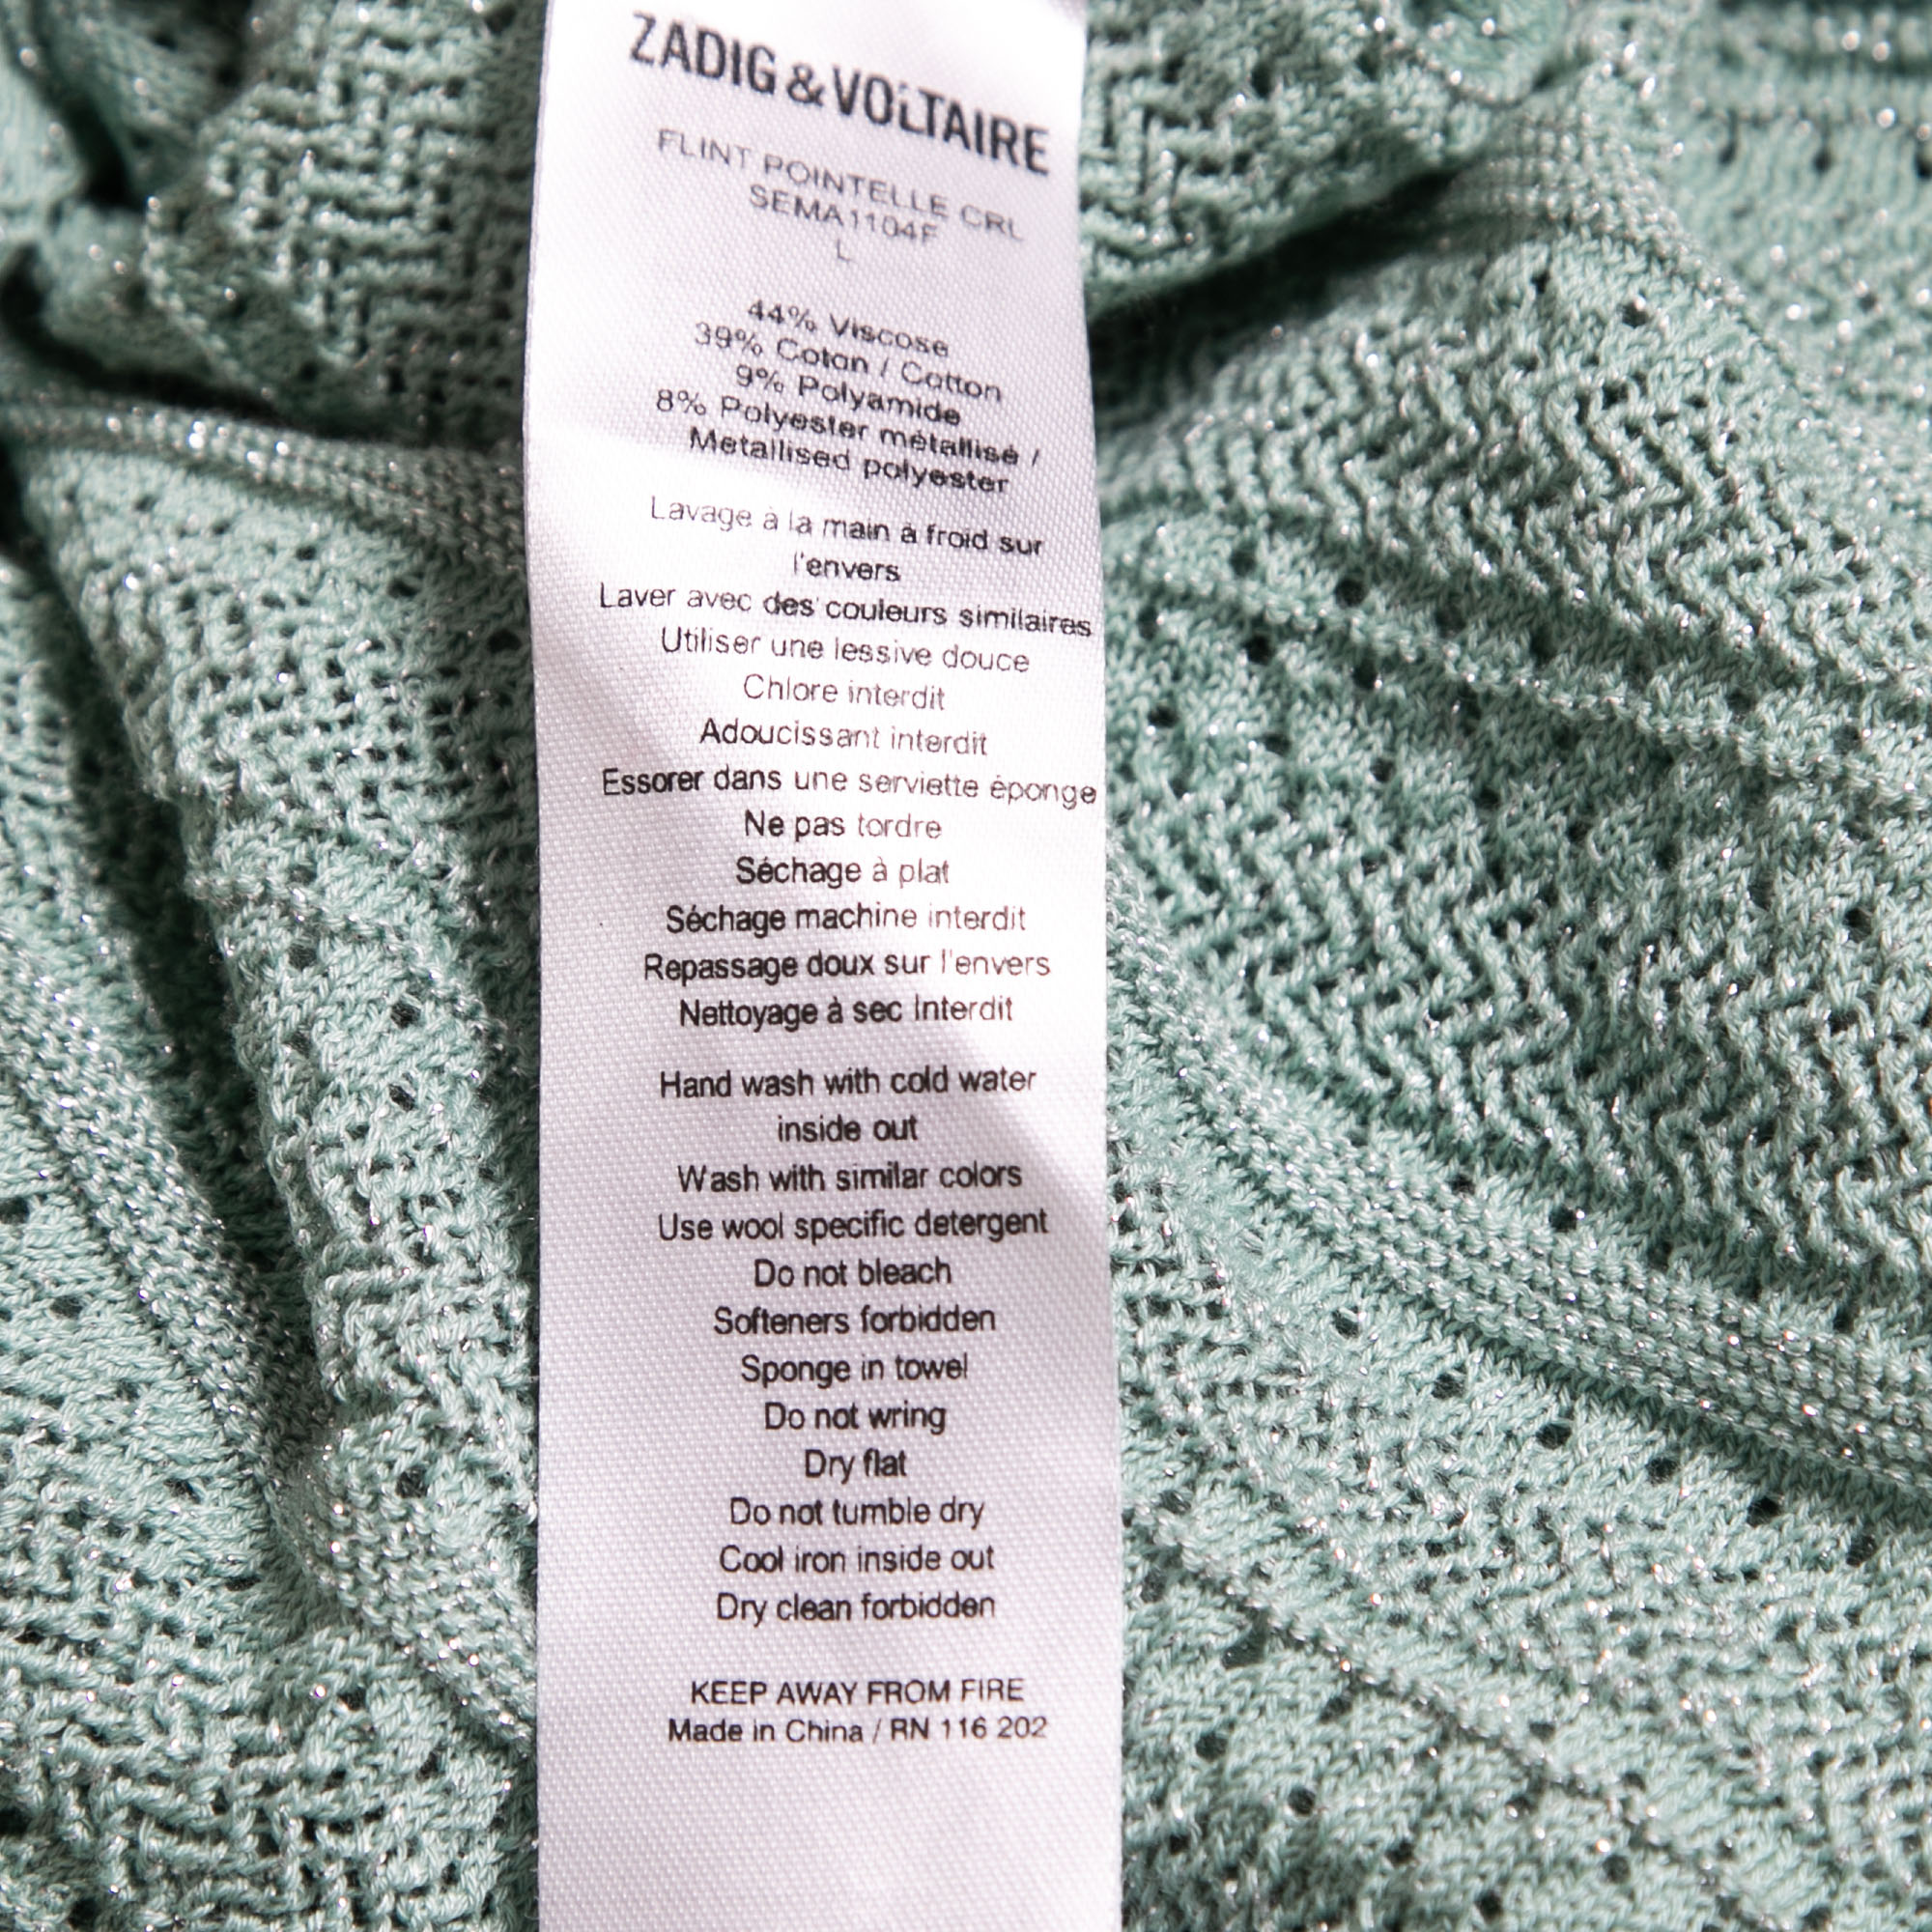 ZADIG & VOLTAIRE
FLINT POINTELLE CRL
SEMA1104F
L
44% Viscose
39% Coton / Cotton
9% Polyamide
8% Polyester métallisé /
Metallised polyester
Lavage à la main à froid sur
l'envers
Laver avec des couleurs similaires
Utiliser une lessive douce
Chlore interdit
Adoucissant interdit
Essorer dans une serviette éponge
Ne pas tordre
Séchage à plat
Séchage machine interdit
Repassage doux sur l'envers
Nettoyage à sec Interdit
Hand wash with cold water
inside out
Wash with similar colors
Use wool specific detergent
Do not bleach
Softeners forbidden
Sponge in towel
Do not wring
Dry flat
Do not tumble dry
Cool iron inside out
Dry clean forbidden
KEEP AWAY FROM FIRE
Made in China / RN 116 202